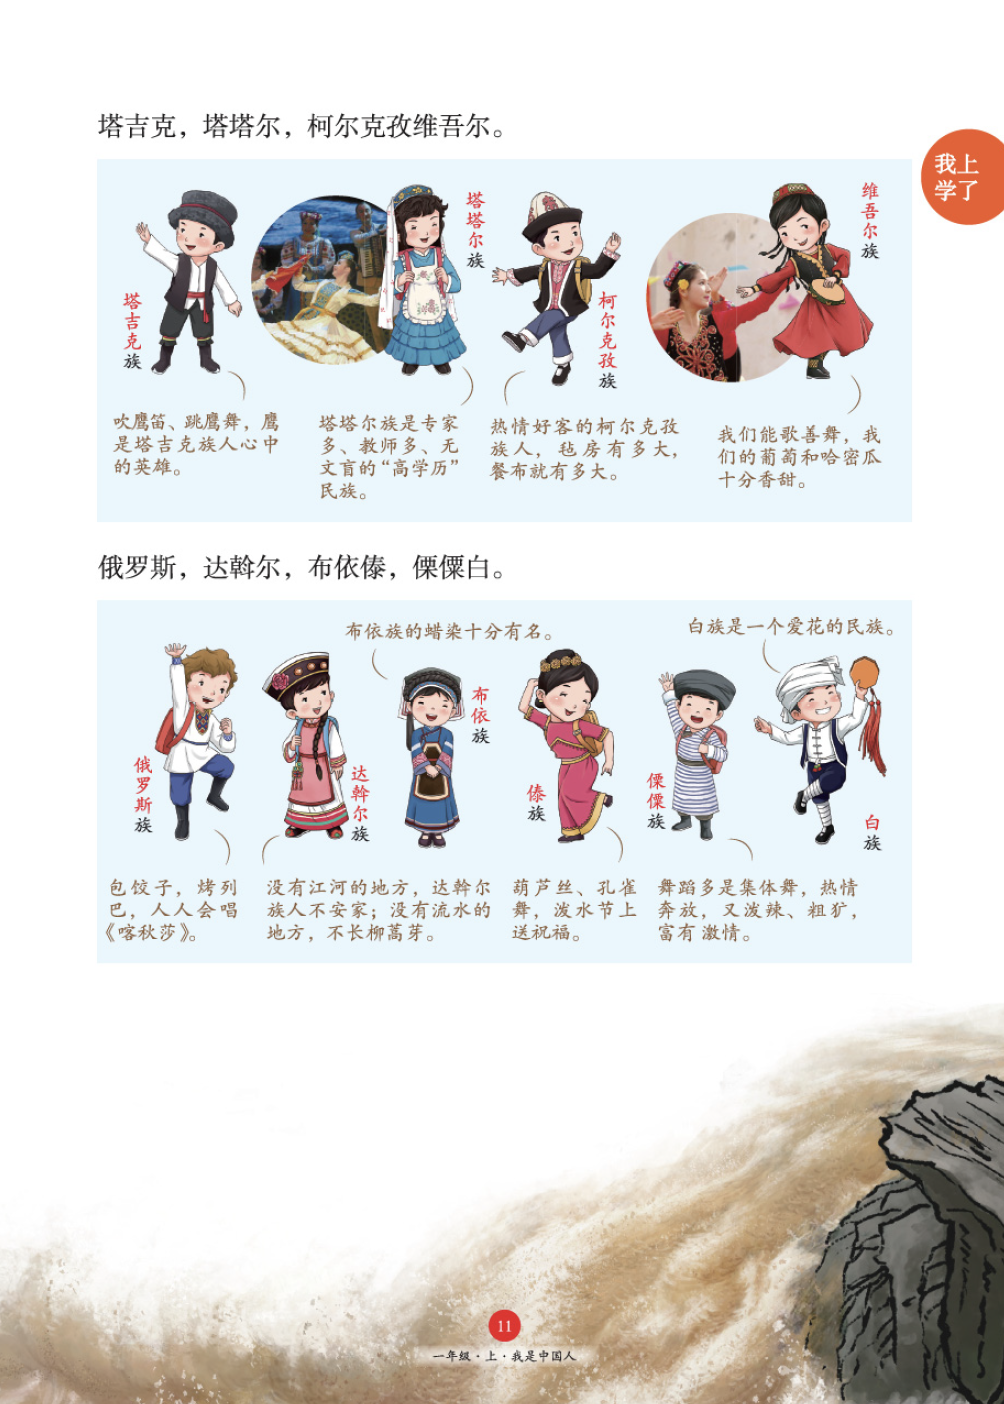 塔吉克，塔塔尔，柯尔克孜维吾尔。
我上
学了
塔吉克族
塔塔尔族
柯尔克孜族
维吾尔族
吹鹰笛、跳鹰舞，鹰
是塔吉克族人心中
的英雄。
塔塔尔族是专家
多、教师多、无
文盲的“高学历”
民族。
热情好客的柯尔克孜
族人，毡房有多大，
餐布就有多大。
我们能歌善舞，我
们的葡萄和哈密瓜
十分香甜。
俄罗斯，达斡尔，布依傣，傈僳白。
布依族的蜡染十分有名。
白族是一个爱花的民族。
俄罗斯族
达斡尔族
布依族
傣族
傈僳族
白族
包饺子，烤列
巴，人人会唱
《喀秋莎》。
没有江河的地方，达斡尔
族人不安家；没有流水的
地方，不长柳蒿芽。
葫芦丝、孔雀
舞，泼水节上
送祝福。
舞蹈多是集体舞，热情
奔放，又泼辣、粗犷，
富有激情。
11
一年级·上·我是中国人